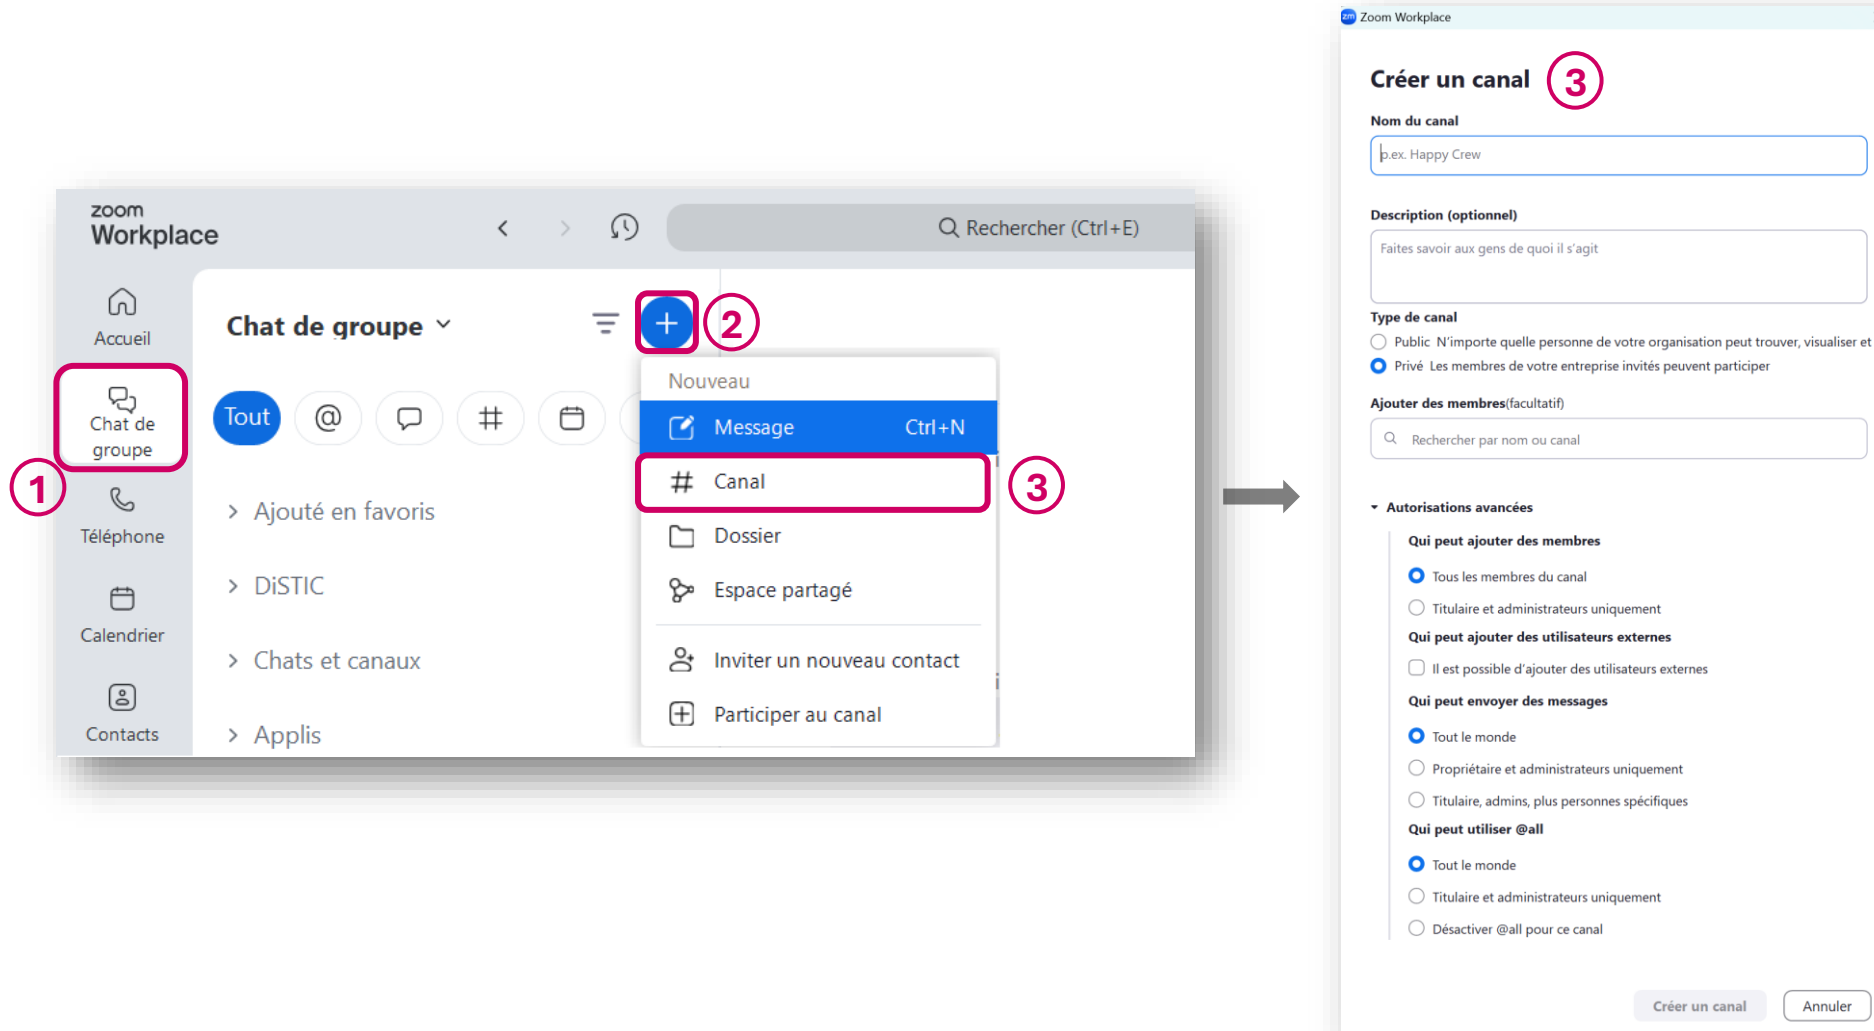 zoom
Workplace
Rechercher (Ctrl+E)
Accueil
Chat de
groupe
1
Téléphone
Calendrier
Contacts
Chat de groupe
2
Tout
@
#
Ajouté en favoris
DiSTIC
Chats et canaux
Applis
Nouveau
Message Ctrl+N
# Canal
3
Dossier
Espace partagé
Inviter un nouveau contact
Participer au canal
zm Zoom Workplace
Créer un canal 3
Nom du canal
p.ex. Happy Crew
Description (optionnel)
Faites savoir aux gens de quoi il s'agit
Type de canal
Public N'importe quelle personne de votre organisation peut trouver, visualiser et
Privé Les membres de votre entreprise invités peuvent participer
Ajouter des membres(facultatif)
Rechercher par nom ou canal
Autorisations avancées
Qui peut ajouter des membres
Tous les membres du canal
Titulaire et administrateurs uniquement
Qui peut ajouter des utilisateurs externes
Il est possible d'ajouter des utilisateurs externes
Qui peut envoyer des messages
Tout le monde
Propriétaire et administrateurs uniquement
Titulaire, admins, plus personnes spécifiques
Qui peut utiliser @all
Tout le monde
Titulaire et administrateurs uniquement
Désactiver @all pour ce canal
Créer un canal Annuler